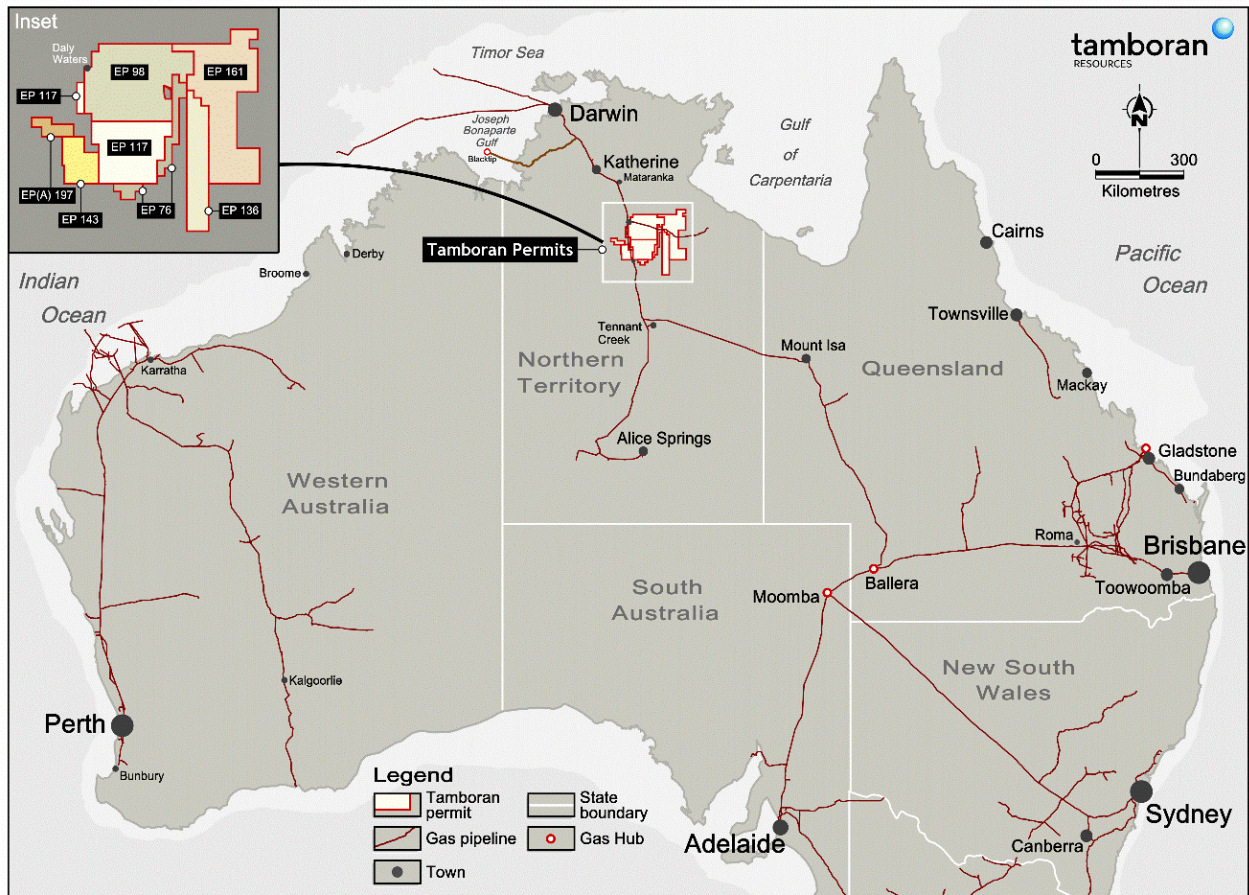 Inset
Daly
Waters
EP 98
EP 161
EP 117
EP 117
EP(A) 197
EP 143
EP 76
EP 136
tamboran
RESOURCES
N
0 300
Kilometres
Timor Sea
Joseph
Bonaparte
Gulf
Blacktip
Darwin
Katherine
Mataranka
Gulf
of
Carpentaria
Tamboran Permits
Cairns
Pacific
Ocean
Indian
Ocean
Broome
Derby
Townsville
Tennant
Creek
Mount Isa
Karratha
Northern
Territory
Queensland
Mackay
Alice Springs
Gladstone
Bundaberg
Western
Australia
Roma
Brisbane
Toowoomba
South
Australia
Moomba
Ballera
New South
Wales
Kalgoorlie
Perth
Bunbury
Legend
Tamboran
permit
State
boundary
Gas pipeline
Gas Hub
Town
Adelaide
Canberra
Sydney